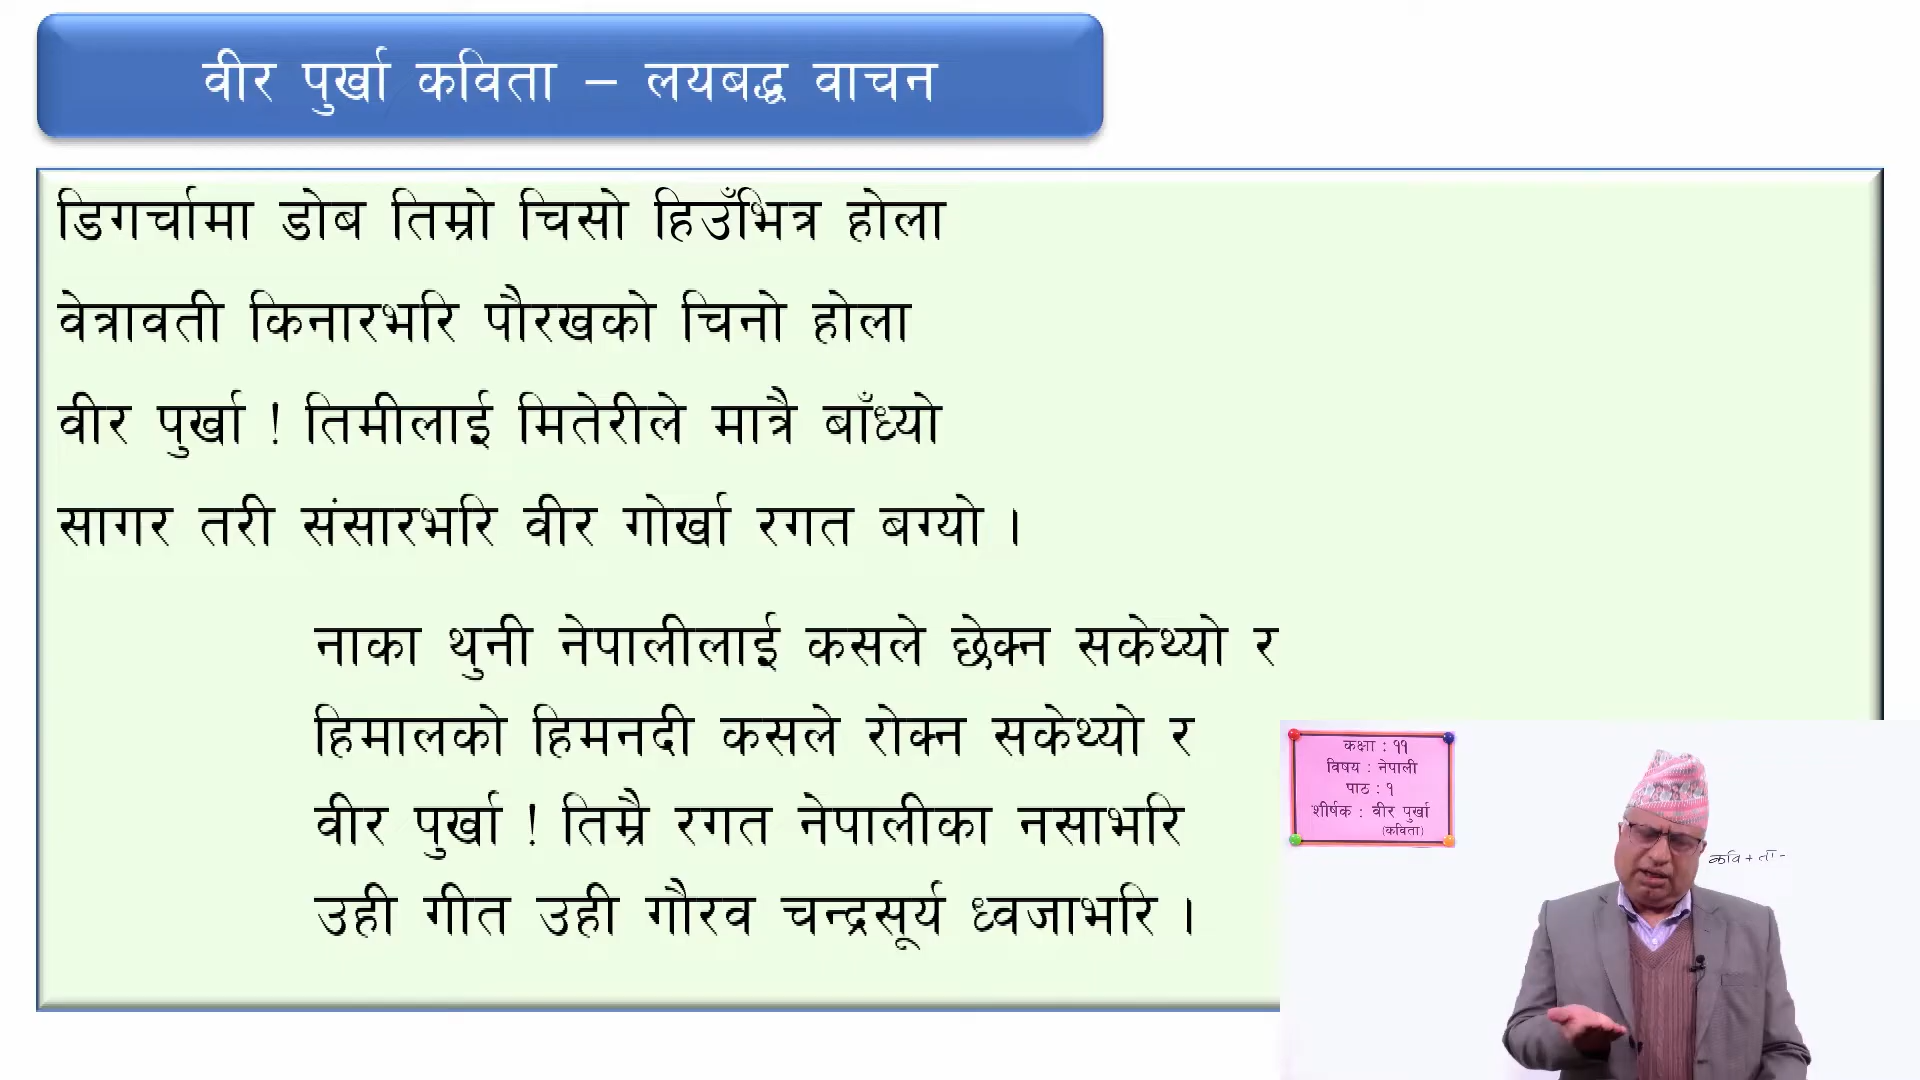 वीर पुर्खा कविता – लयबद्ध वाचन
डिगर्चामा डोब तिम्रो चिसो हिउँभित्र होला
वेत्रावती किनारभरि पौरखको चिनो होला
वीर पुर्खा ! तिमीलाई मितेरीले मात्रै बाँध्यो
सागर तरी संसारभरि वीर गोर्खा रगत बग्यो ।
नाका थुनी नेपालीलाई कसले छेक्न सकेथ्यो र
हिमालको हिमनदी कसले रोक्न सकेथ्यो र
वीर पुर्खा ! तिम्रै रगत नेपालीका नसाभरि
उही गीत उही गौरव चन्द्रसूर्य ध्वजाभरि ।
कक्षा : ११
विषय : नेपाली
पाठ : १
शीर्षक : वीर पुर्खा
(कविता)
कवि + ता -